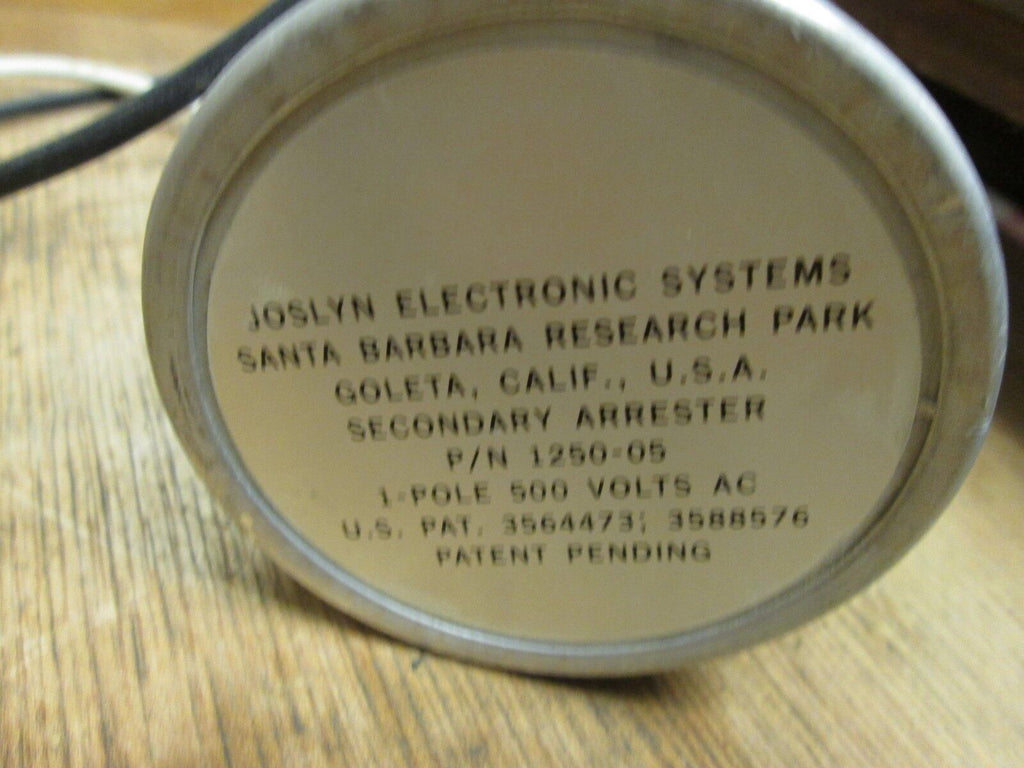 JOSLYN ELECTRONIC SYSTEMS
SANTA BARBARA RESEARCH PARK
GOLETA, CALIF., U.S.A.
SECONDARY ARRESTER
P/N 1250-05
1-POLE 500 VOLTS AC
U.S. PAT. 3564473; 3588576
PATENT PENDING